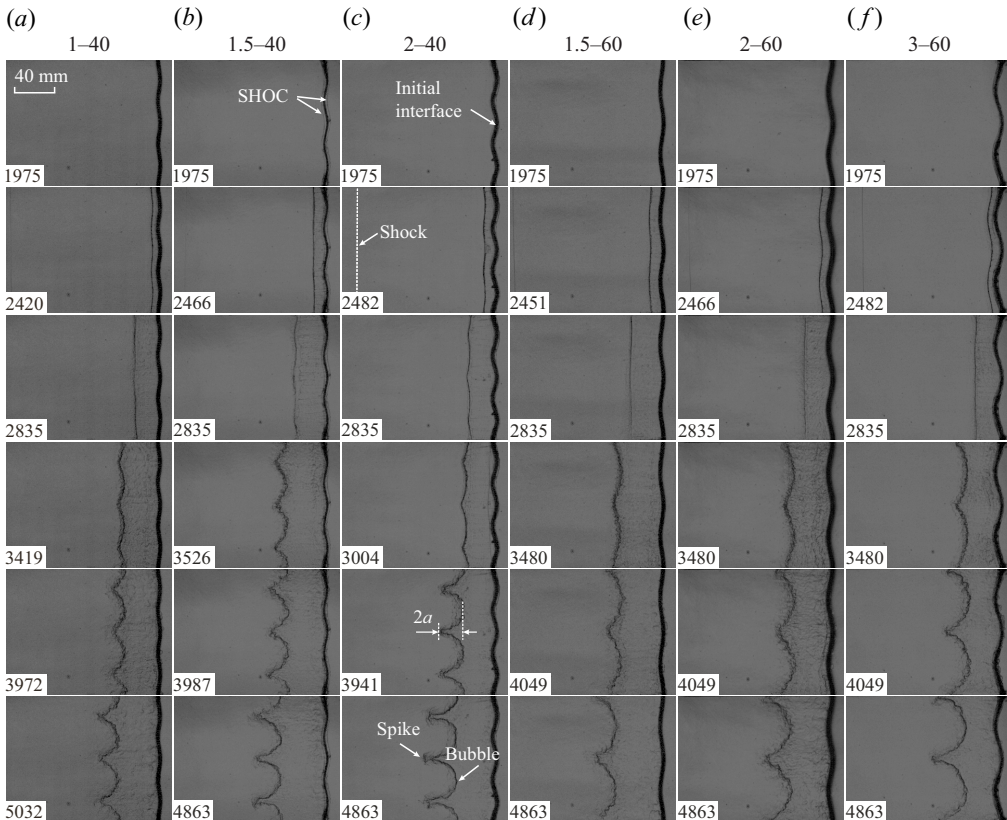 (a) (b) (c) (d) (e) (f)
1–40 1.5–40 2–40 1.5–60 2–60 3–60
40 mm
SHOC
Initial
interface
1975 1975 1975 1975 1975 1975
Shock
2420 2466 2482 2451 2466 2482
2835 2835 2835 2835 2835 2835
3419 3526 3004 3480 3480 3480
2a
3972 3987 3941 4049 4049 4049
Spike
Bubble
5032 4863 4863 4863 4863 4863